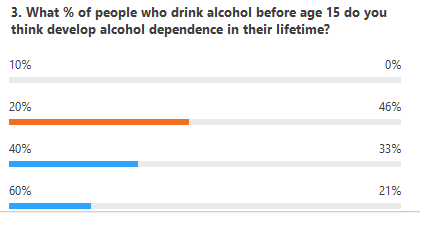 3. What % of people who drink alcohol before age 15 do you
think develop alcohol dependence in their lifetime?
10% 0%
20% 46%
40% 33%
60% 21%